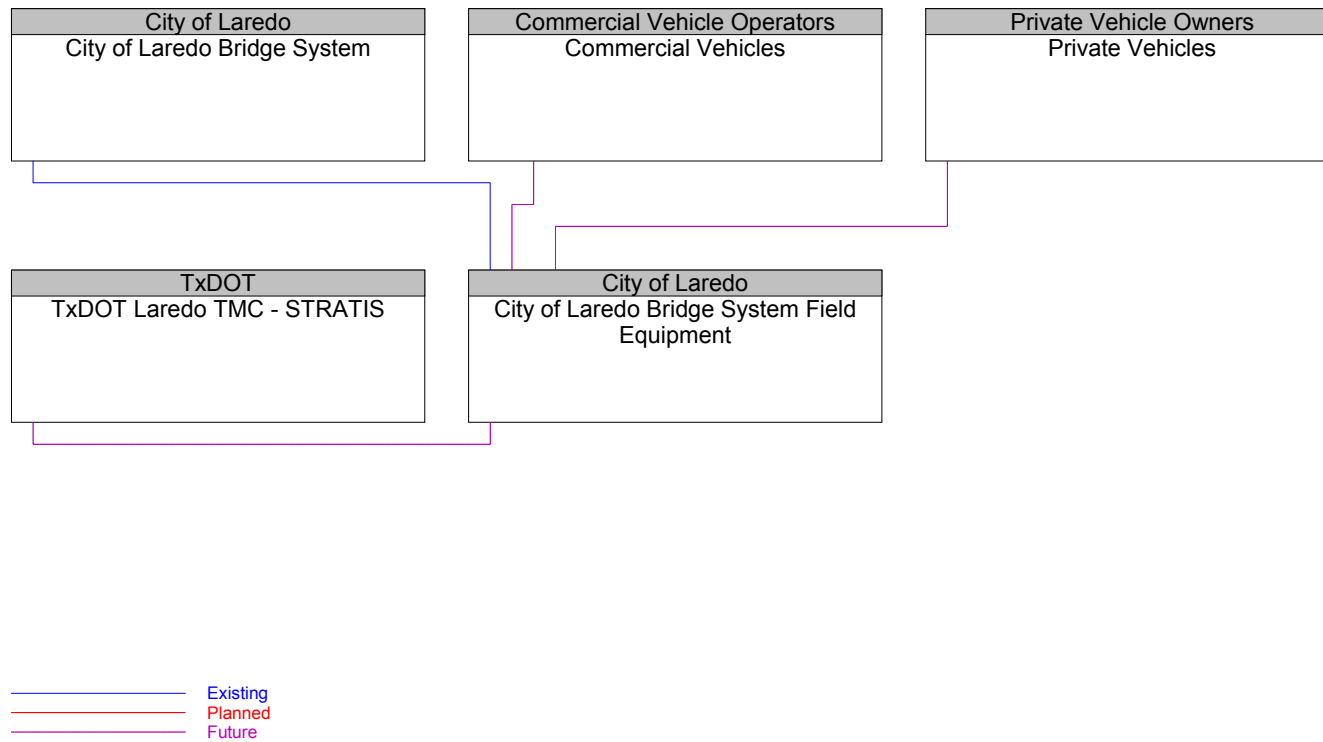 City of Laredo
City of Laredo Bridge System
Commercial Vehicle Operators
Commercial Vehicles
Private Vehicle Owners
Private Vehicles
TxDOT
TxDOT Laredo TMC - STRATIS
City of Laredo
City of Laredo Bridge System Field
Equipment
Existing
Planned
Future